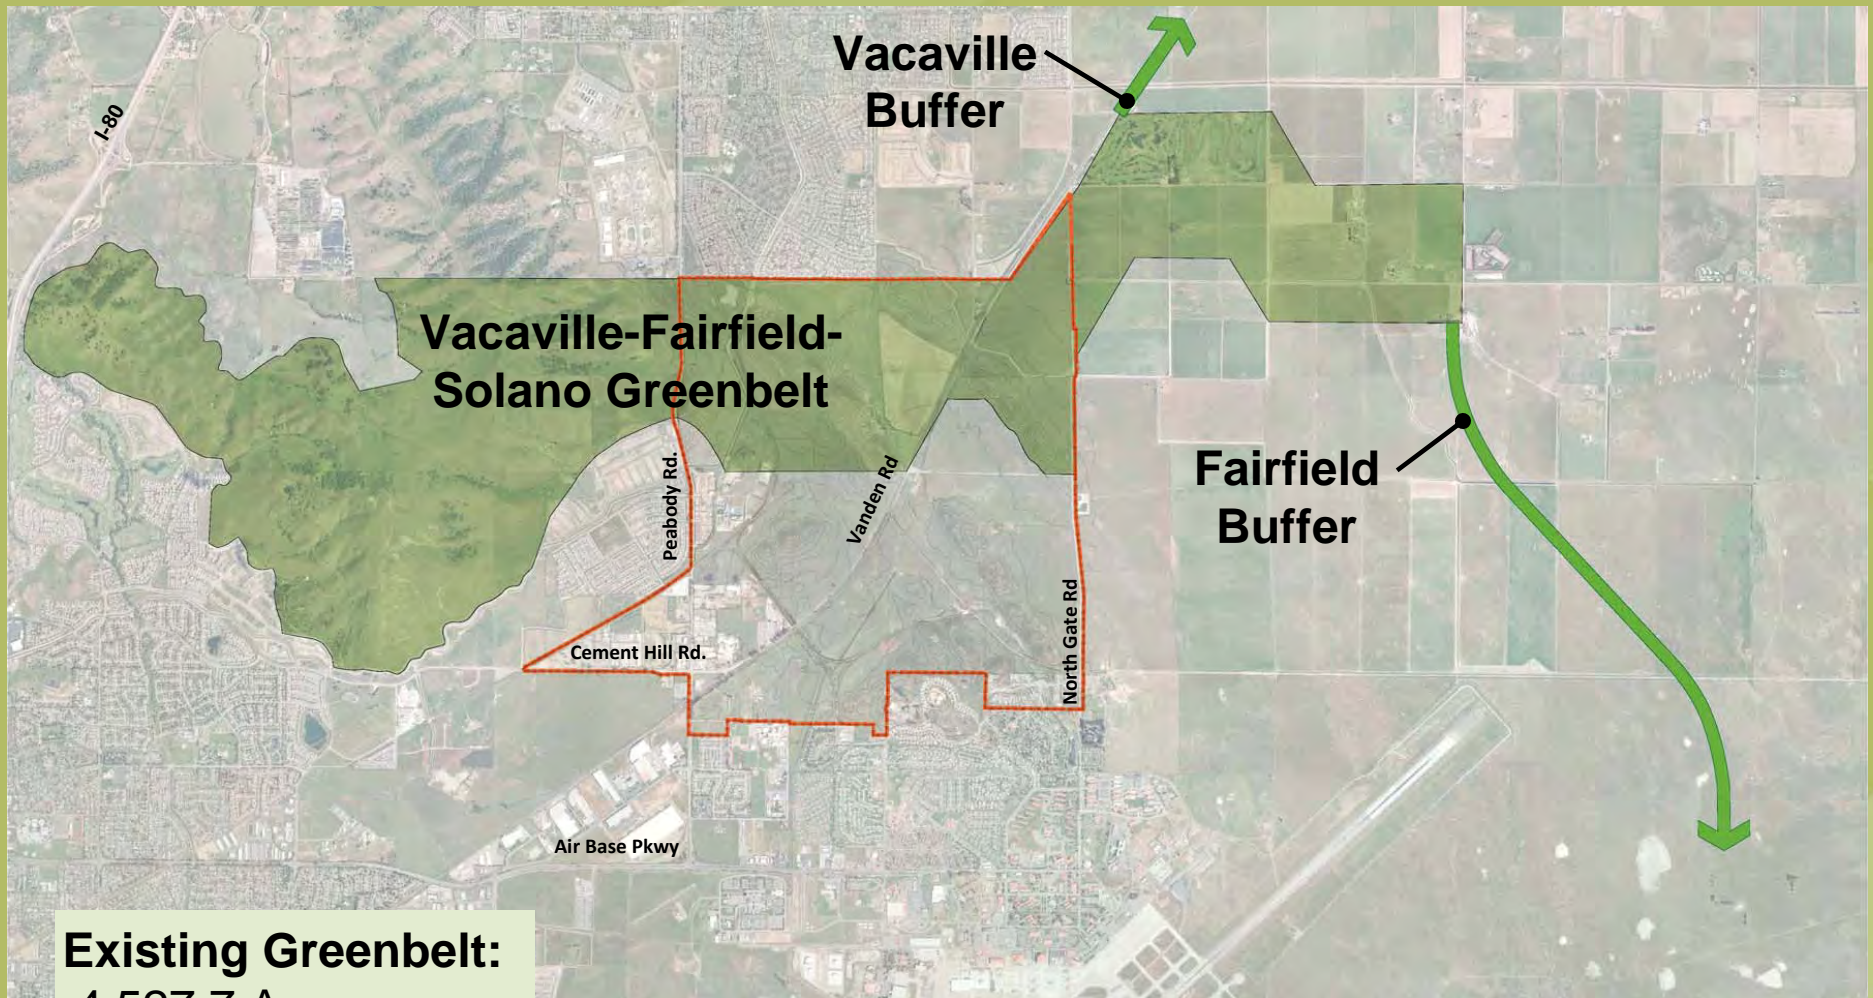 Vacaville
Buffer
I-80
Vacaville-Fairfield-
Solano Greenbelt
Fairfield
Buffer
Peabody Rd.
Vanden Rd
North Gate Rd
Cement Hill Rd.
Air Base Pkwy
Existing Greenbelt: